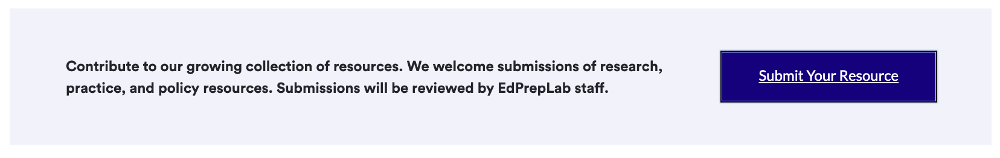 Contribute to our growing collection of resources. We welcome submissions of research,
practice, and policy resources. Submissions will be reviewed by EdPrepLab staff.
Submit Your Resource